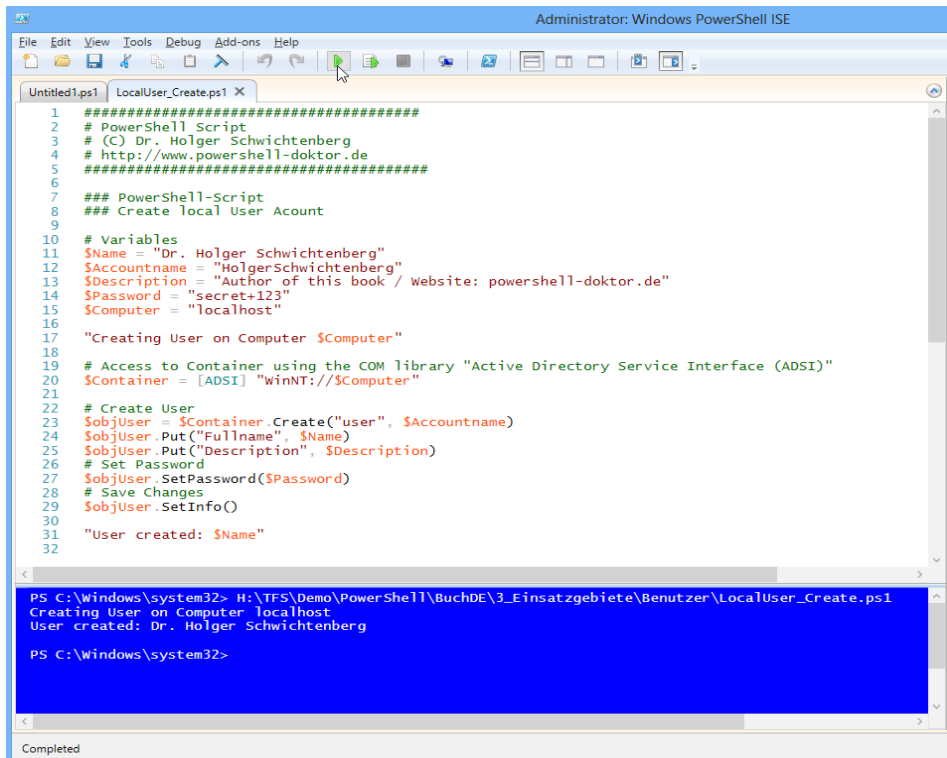 Administrator: Windows PowerShell ISE
File Edit View Tools Debug Add-ons Help
Untitled1.ps1 LocalUser_Create.ps1 X
1 #######################################
2 # PowerShell Script
3 # (C) Dr. Holger Schwichtenberg
4 # http://www.powershell-doktor.de
5 ########################################
6
7 ### PowerShell-Script
8 ### Create local User Acount
9
10 # Variables
11 $Name = "Dr. Holger Schwichtenberg"
12 $Accountname = "HolgerSchwichtenberg"
13 $Description = "Author of this book / Website: powershell-doktor.de"
14 $Password = "secret+123"
15 $Computer = "localhost"
16
17 "Creating User on Computer $Computer"
18
19 # Access to Container using the COM library "Active Directory Service Interface (ADSI)"
20 $Container = [ADSI] "WinNT://$Computer"
21
22 # Create User
23 $objUser = $Container.Create("user", $Accountname)
24 $objUser.Put("Fullname", $Name)
25 $objUser.Put("Description", $Description)
26 # Set Password
27 $objUser.SetPassword($Password)
28 # Save Changes
29 $objUser.SetInfo()
30
31 "User created: $Name"
32
PS C:\Windows\system32> H:\TFS\Demo\PowerShell\BuchDE\3_Einsatzgebiete\Benutzer\LocalUser_Create.ps1
Creating User on Computer localhost
User created: Dr. Holger Schwichtenberg
PS C:\Windows\system32>
Completed